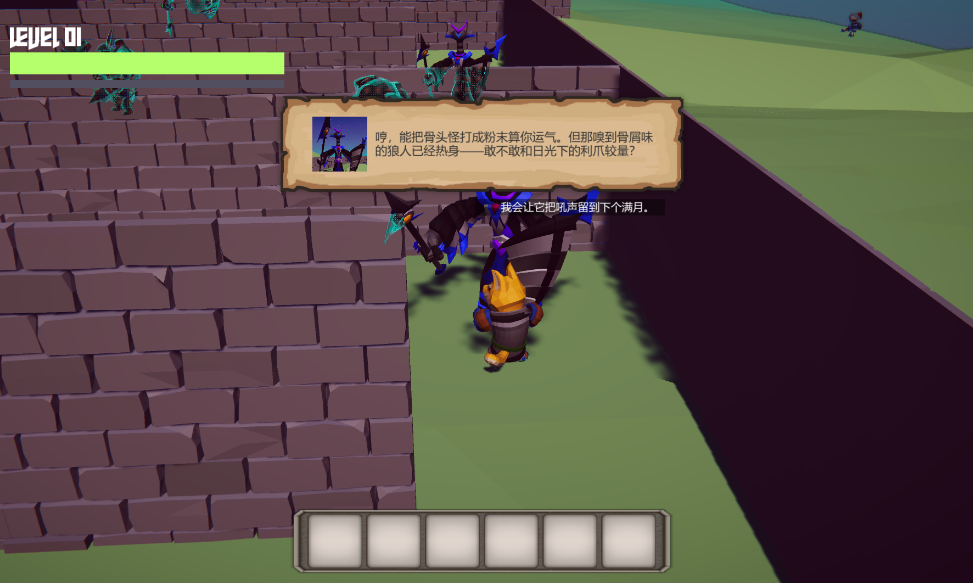 LEVEL 01
哼，能把骨头怪打成粉末算你运气。但那嗅到骨屑味
的狼人已经热身——敢不敢和日光下的利爪较量？
我会让它把吼声留到下个满月。